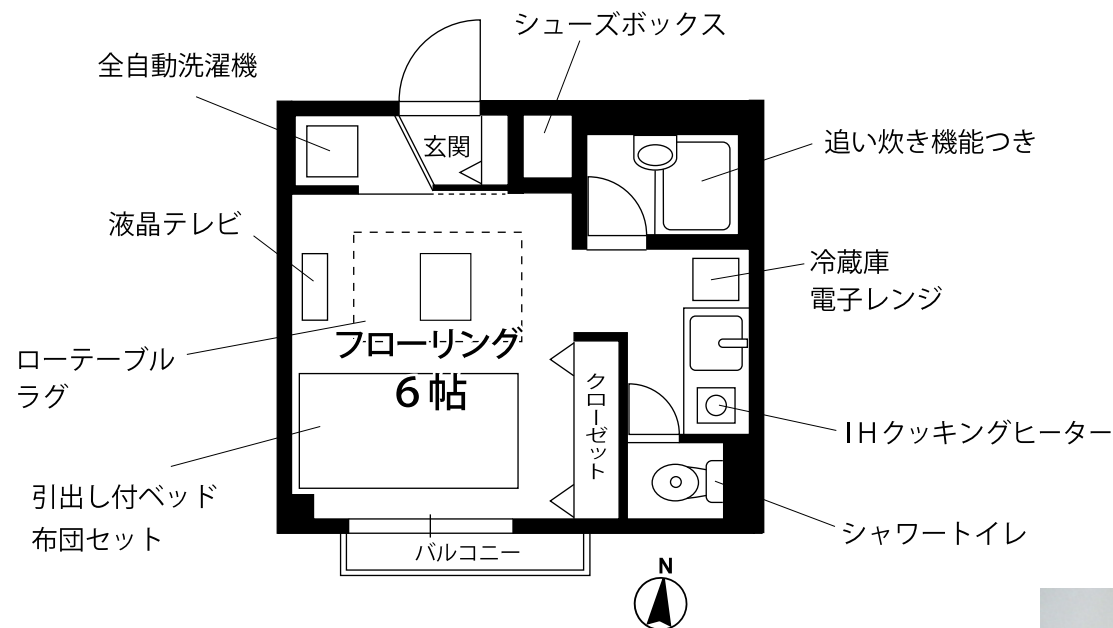 シューズボックス
全自動洗濯機
玄関
追い炊き機能つき
液晶テレビ
冷蔵庫
電子レンジ
ローテーブル
ラグ
フローリング
6帖
クローゼット
IHクッキングヒーター
引出し付ベッド
布団セット
シャワートイレ
バルコニー
N